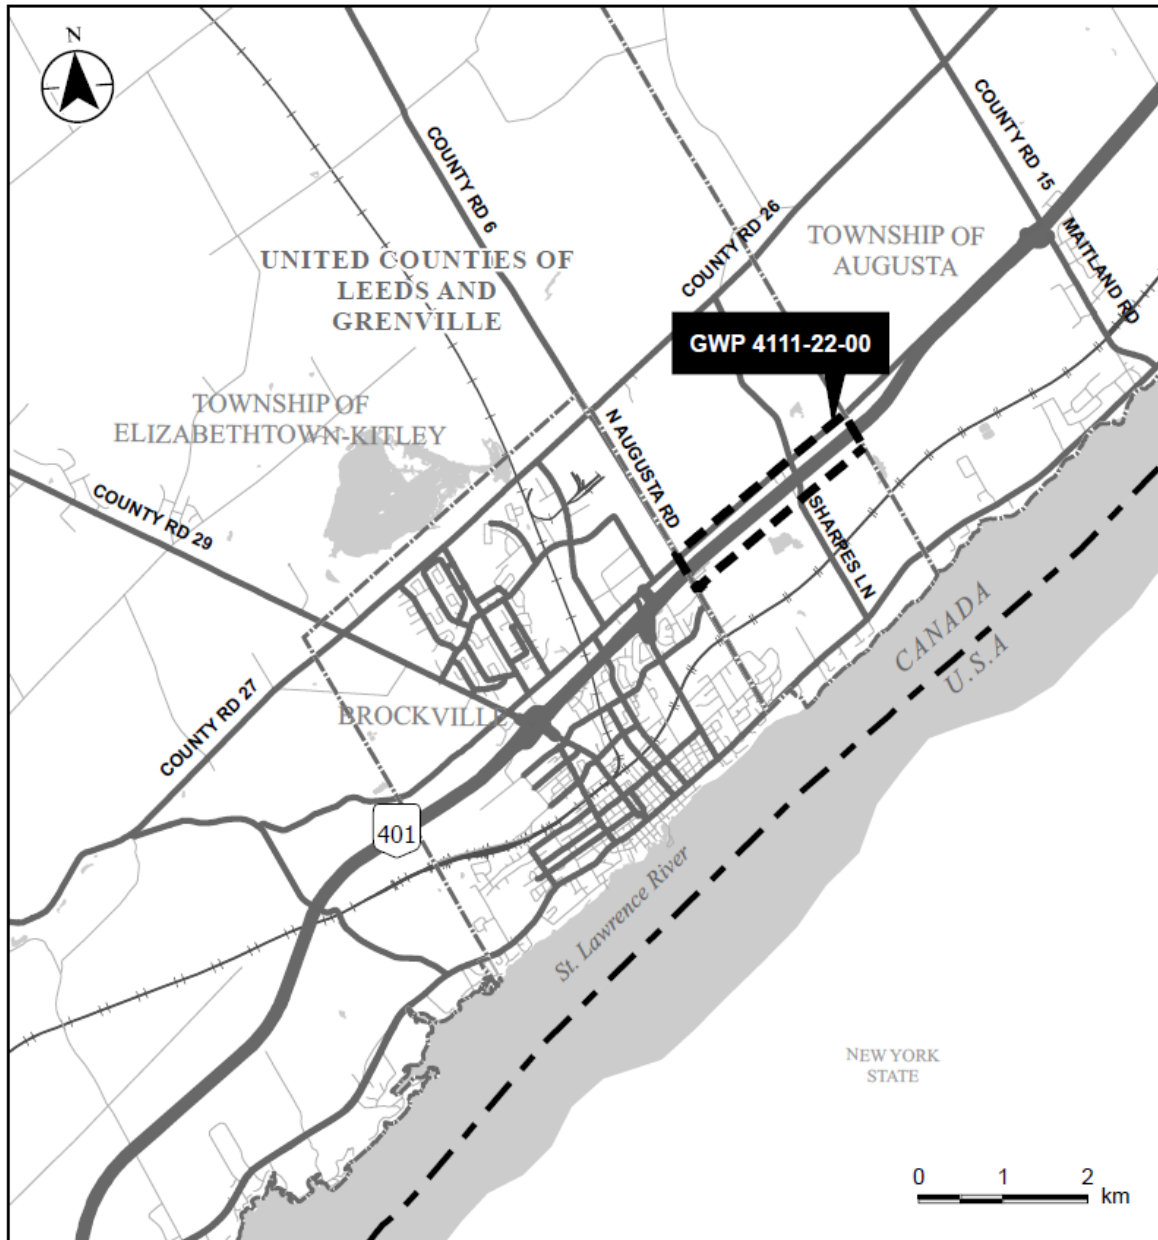 N
COUNTY RD 6
COUNTY RD 15
COUNTY RD 26
TOWNSHIP OF
AUGUSTA
MAITLAND RD
UNITED COUNTIES OF
LEEDS AND
GRENVILLE
GWP 4111-22-00
TOWNSHIP OF
ELIZABETHTOWN-KITLEY
N AUGUSTA RD
COUNTY RD 29
SHARPES LN
CANADA
U.S.A
COUNTY RD 27
BROCKVILLE
401
St. Lawrence River
NEW YORK
STATE
0 1 2
km